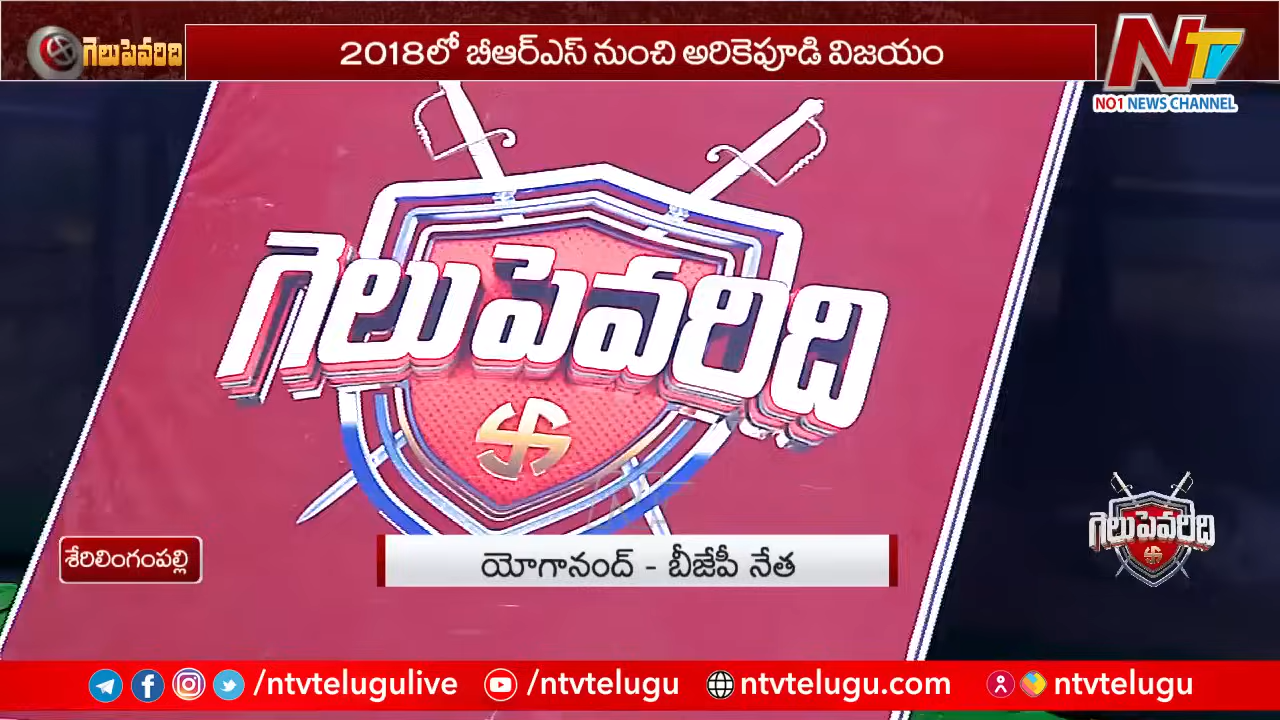 గెలుపెవరిది
2018లో బీఆర్ఎస్ నుంచి అరికెపూడి విజయం
NTV
NO1 NEWS CHANNEL
గెలుపెవరిది
గెలుపెవరిది
శేరిలింగంపల్లి
యోగానంద్ - బీజేపీ నేత
/ntvtelugulive
/ntvtelugu
ntvtelugu.com
ntvtelugu